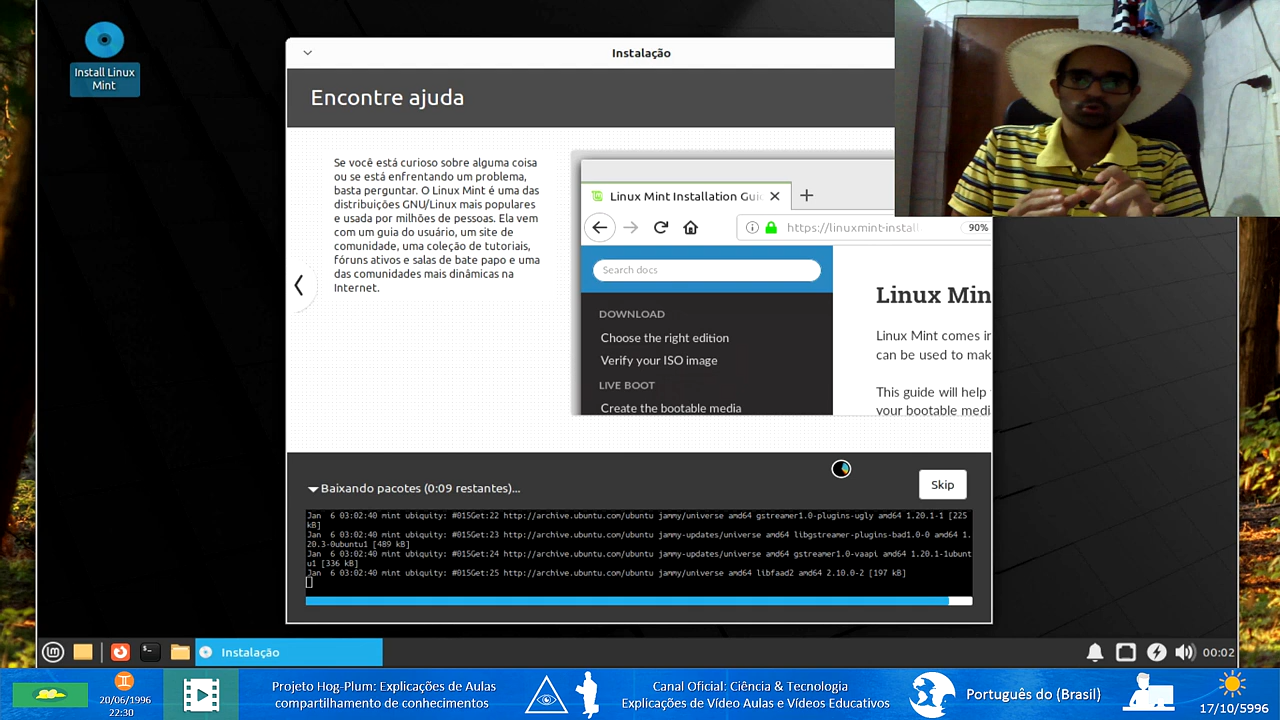 Install Linux
Mint
Instalação
Encontre ajuda
Se você está curioso sobre alguma coisa
ou se está enfrentando um problema,
basta perguntar. O Linux Mint é uma das
distribuições GNU/Linux mais populares
e usada por milhões de pessoas. Ela vem
com um guia do usuário, um site de
comunidade, uma coleção de tutoriais,
fóruns ativos e salas de bate papo e uma
das comunidades mais dinâmicas na
Internet.
Linux Mint Installation Gui
https://linuxmint-instal
90%
Search docs
DOWNLOAD
Choose the right edition
Verify your ISO image
LIVE BOOT
Create the bootable media
Linux Min
Linux Mint comes in
can be used to mak
This guide will help
your bootable medi
Baixando pacotes (0:09 restantes)...
Skip
Jan  6 03:02:40 mint ubiquity: #015Get:22 http://archive.ubuntu.com/ubuntu jammy/universe amd64 gstreamer1.0-plugins-ugly amd64 1.20.1-1 [225
kB]
Jan  6 03:02:40 mint ubiquity: #015Get:23 http://archive.ubuntu.com/ubuntu jammy-updates/universe amd64 libgstreamer-plugins-bad1.0-0 amd64 1.
20.3-0ubuntu1 [489 kB]
Jan  6 03:02:40 mint ubiquity: #015Get:24 http://archive.ubuntu.com/ubuntu jammy-updates/universe amd64 gstreamer1.0-vaapi amd64 1.20.1-1ubunt
u1 [336 kB]
Jan  6 03:02:40 mint ubiquity: #015Get:25 http://archive.ubuntu.com/ubuntu jammy/universe amd64 libfaad2 amd64 2.10.0-2 [197 kB]
Instalação
00:02
20/06/1996
22:30
Projeto Hog-Plum: Explicações de Aulas
compartilhamento de conhecimentos
Canal Oficial: Ciência & Tecnologia
Explicações de Vídeo Aulas e Vídeos Educativos
Português do (Brasil)
17/10/5996